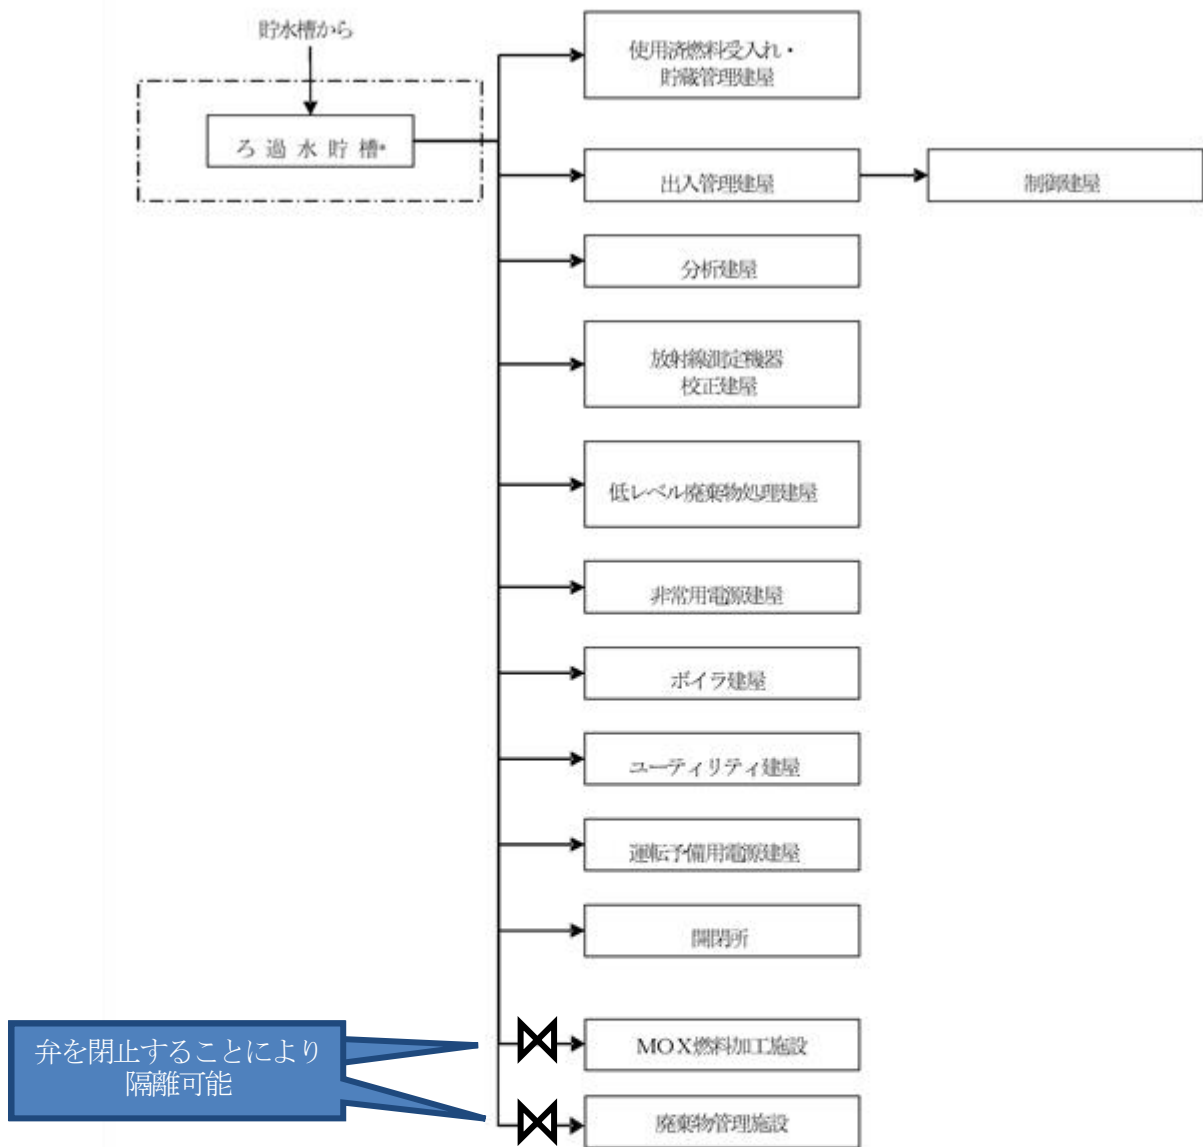 貯水槽から
ろ 過 水 貯 槽*
使用済燃料受入れ・
貯蔵管理建屋
出入管理建屋
制御建屋
分析建屋
放射線測定機器
校正建屋
低レベル廃棄物処理建屋
非常用電源建屋
ボイラ建屋
ユーティリティ建屋
運転予備用電源建屋
開閉所
弁を閉止することにより
隔離可能
MOX燃料加工施設
廃棄物管理施設